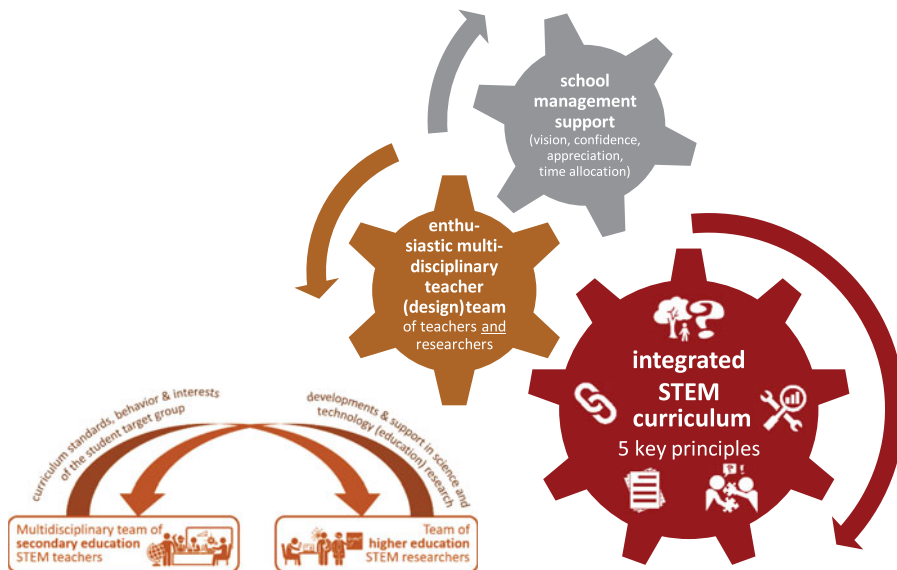 school
management
support
(vision, confidence,
appreciation,
time allocation)
enthu-
siastic multi-
disciplinary
teacher
(design)team
of teachers and
researchers
integrated
STEM
curriculum
5 key principles
?!
curriculum standards, behavior & interests
of the student target group
developments & support in science and
technology (education) research
Multidisciplinary team of
secondary education
STEM teachers
Team of
higher education
STEM researchers